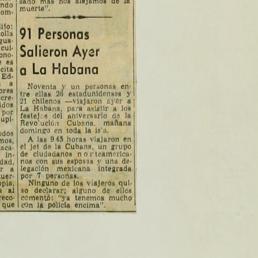 sado más nos alejamos de la
muerte".
91 Personas
Salieron Ayer
a La Habana
Noventa y un personas en-
tre ellas 26 estadunidenses y
21 chilenos —viajaron ayer a
La Habana, para asistir a los
festejos del aniversario de la
Revolución Cubana, mañana
domingo en toda la isla.
A las 9.45 horas viajaron en
el jet de la Cubana, un grupo
de ciudadanos norteamerica-
nos con sus esposas y una de-
legación mexicana integrada
por 7 personas.
Ninguno de los viajeros qui-
so declarar; alguno de ellos
comentó: "ya tenemos mucho
con la policía encima".